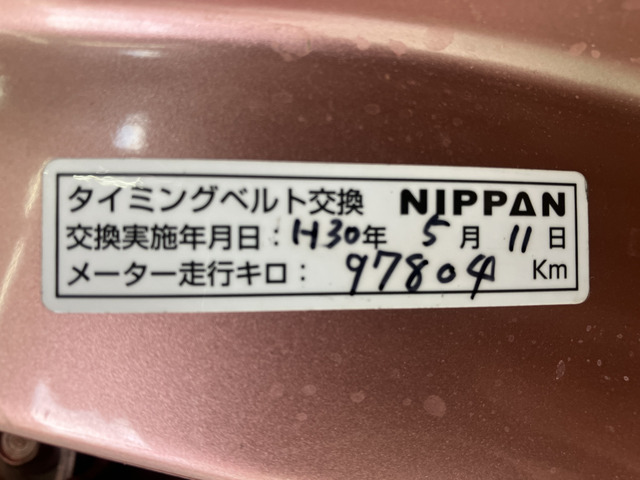 タイミングベルト交換 NIPPAN
交換実施年月日：H30年 5月 11日
メーター走行キロ： 97804 Km